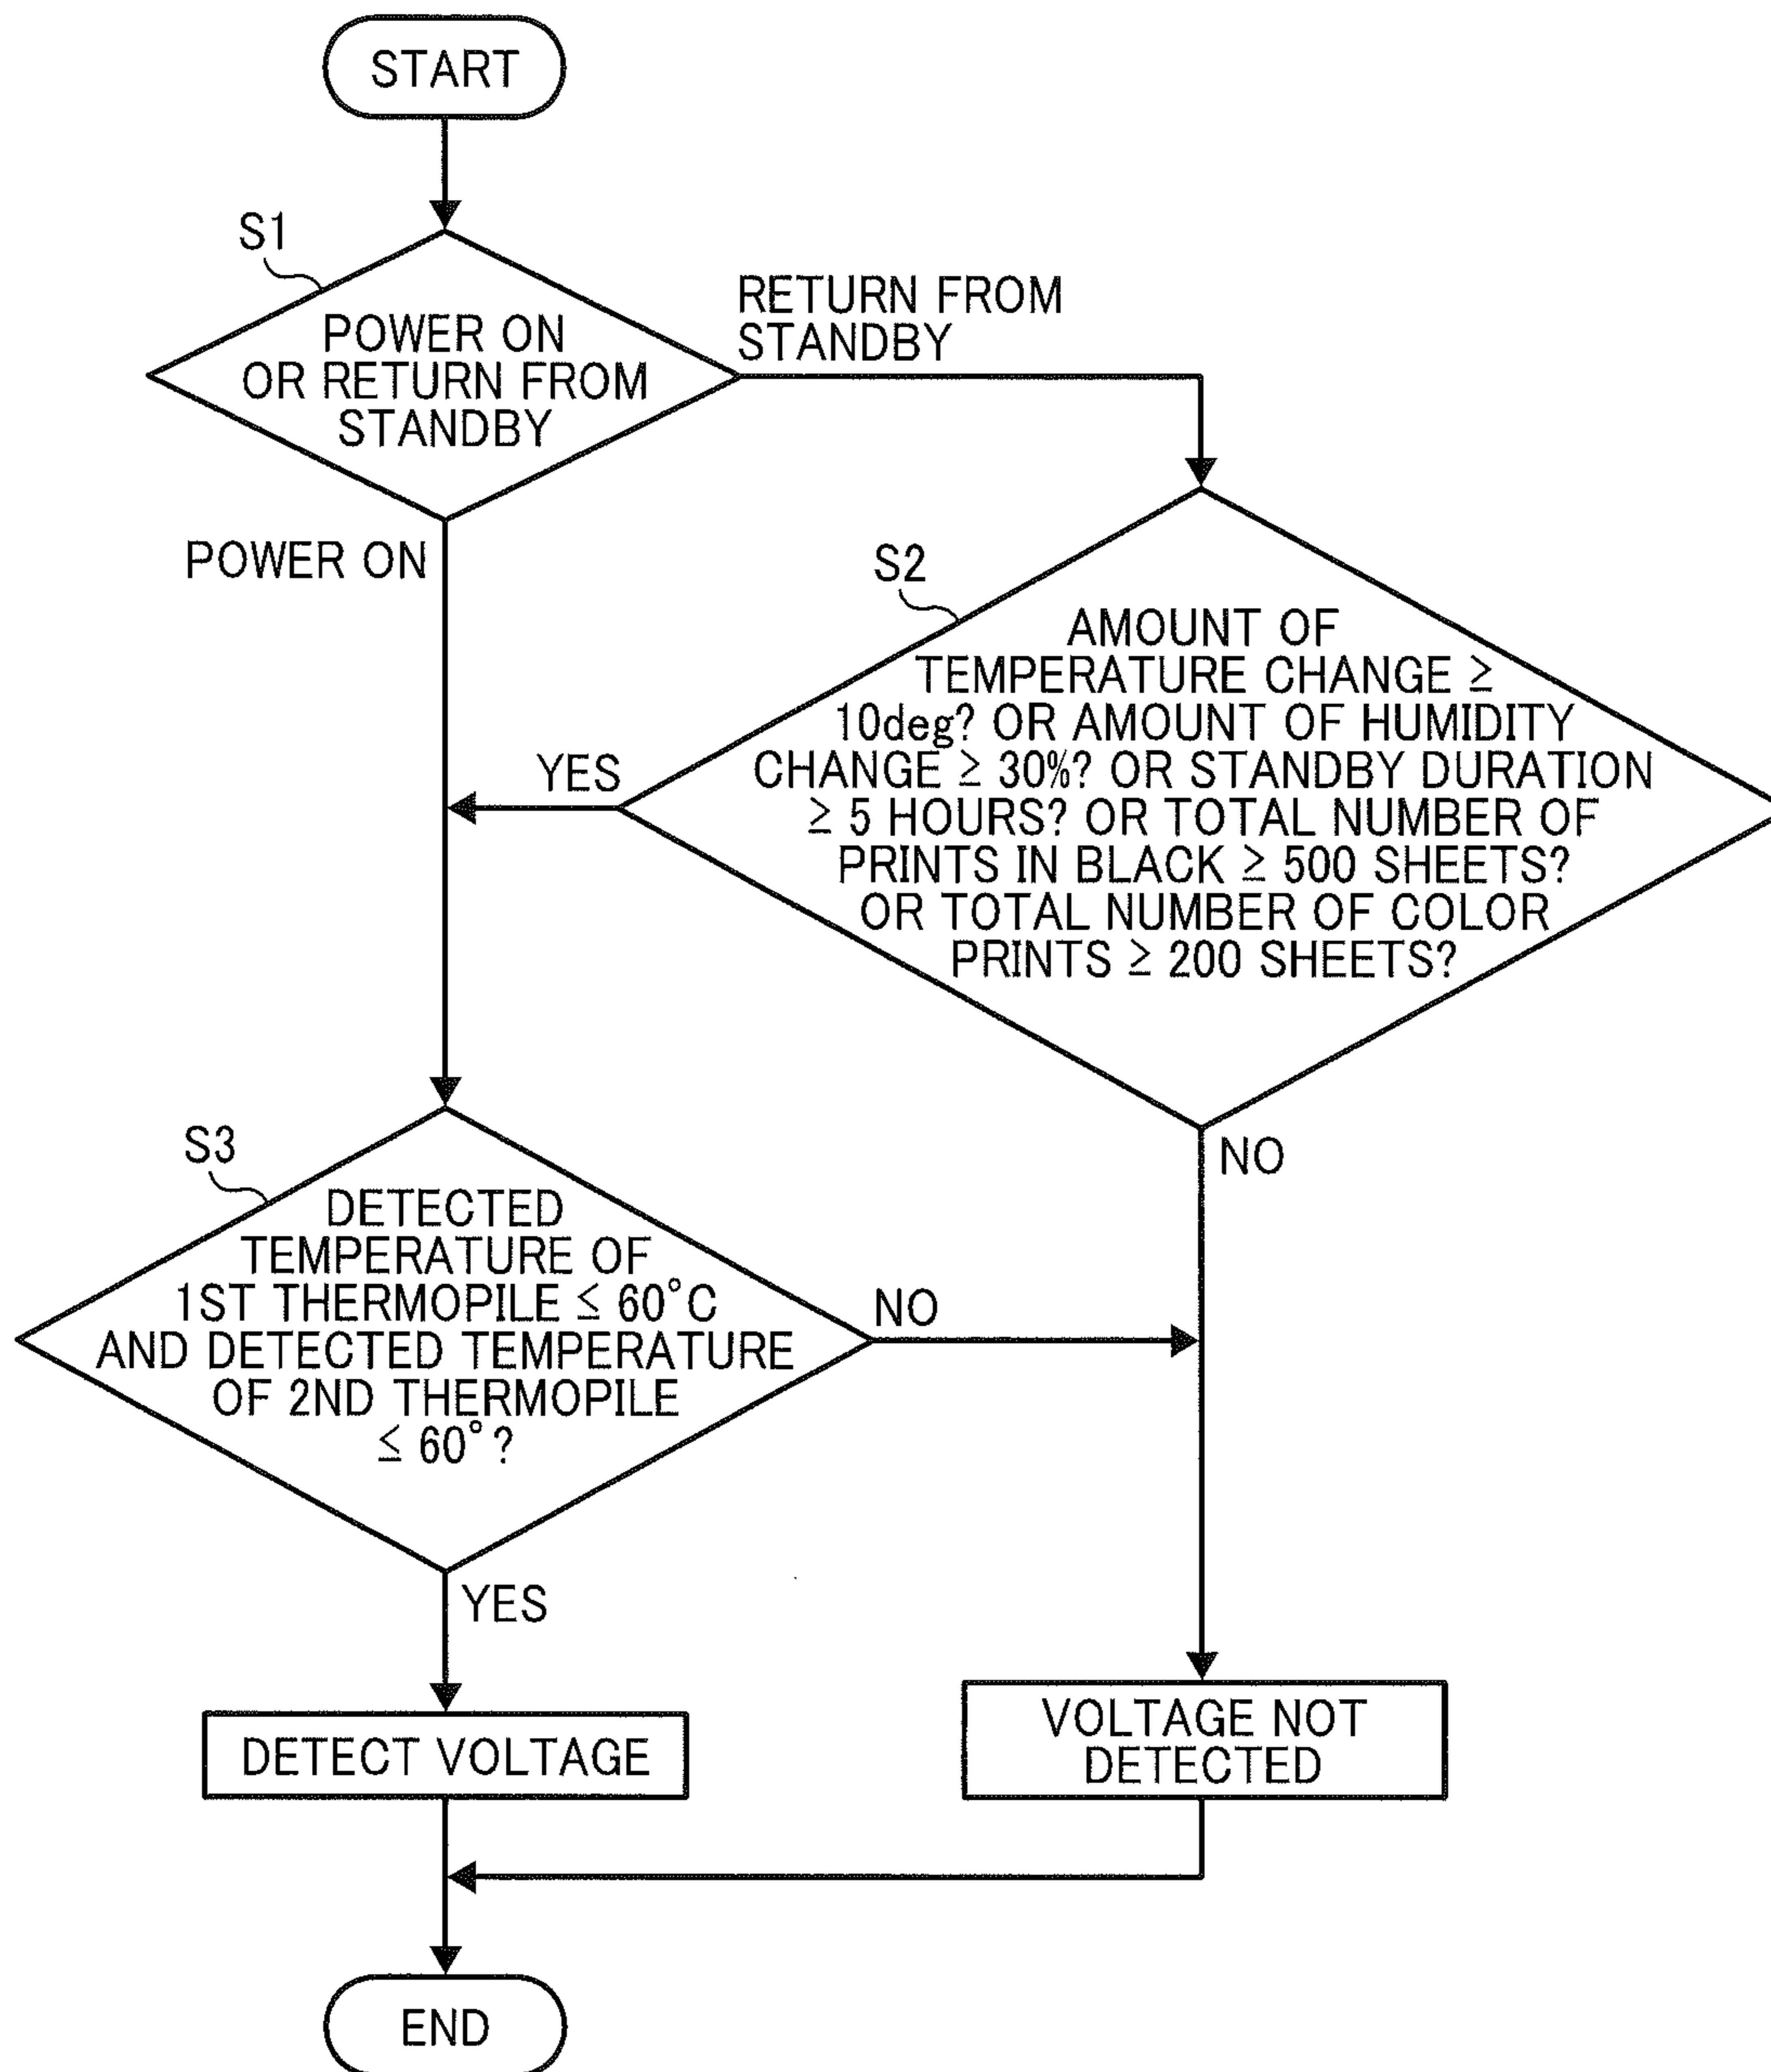 START
S1
POWER ON
OR RETURN FROM
STANDBY
RETURN FROM
STANDBY
POWER ON
S2
AMOUNT OF
TEMPERATURE CHANGE ≥
10deg? OR AMOUNT OF HUMIDITY
CHANGE ≥ 30%? OR STANDBY DURATION
≥ 5 HOURS? OR TOTAL NUMBER OF
PRINTS IN BLACK ≥ 500 SHEETS?
OR TOTAL NUMBER OF COLOR
PRINTS ≥ 200 SHEETS?
YES
NO
S3
DETECTED
TEMPERATURE OF
1ST THERMOPILE ≤ 60°C
AND DETECTED TEMPERATURE
OF 2ND THERMOPILE
≤ 60°?
NO
YES
DETECT VOLTAGE
VOLTAGE NOT
DETECTED
END